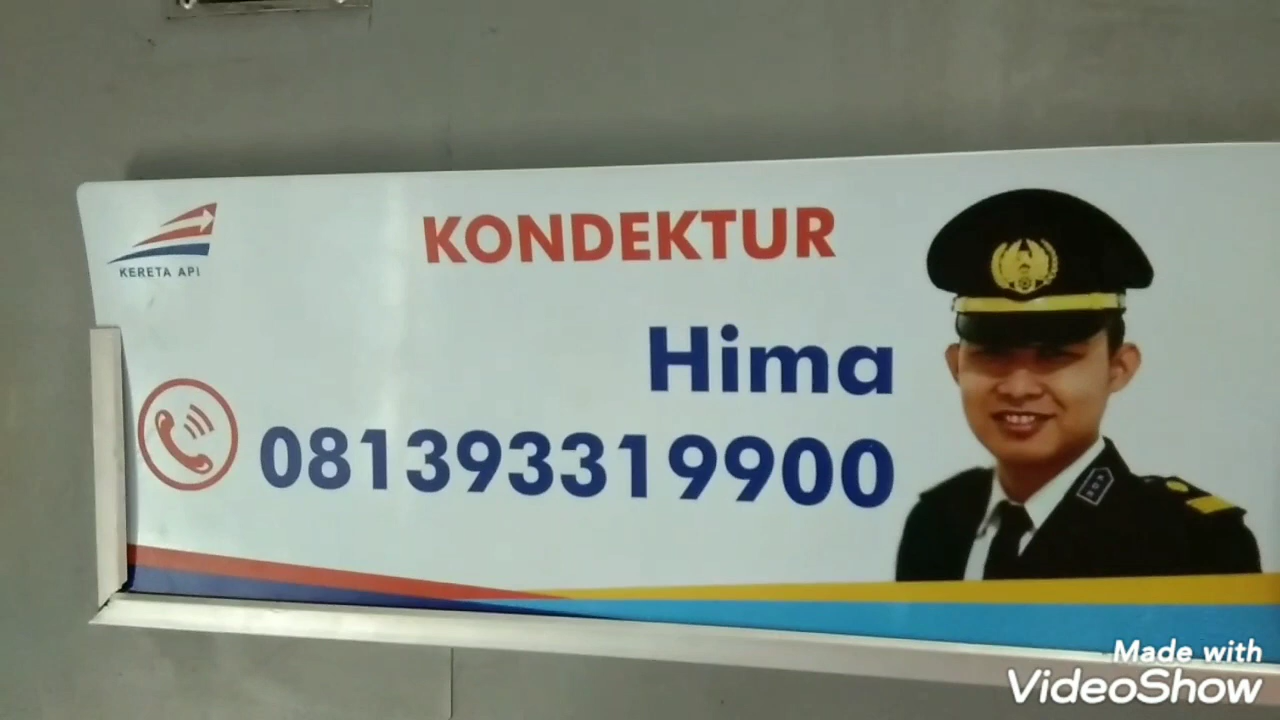 KERETA API
KONDEKTUR
Hima
081393319900
Made with
VideoShow